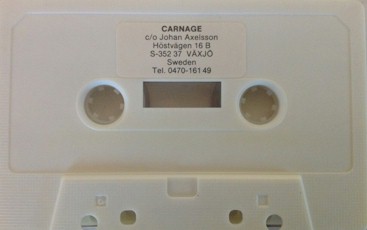 CARNAGE
c/o Johan Axelsson
Höstvägen 16 B
S-352 37 VÄXJÖ
Sweden
Tel. 0470-161 49